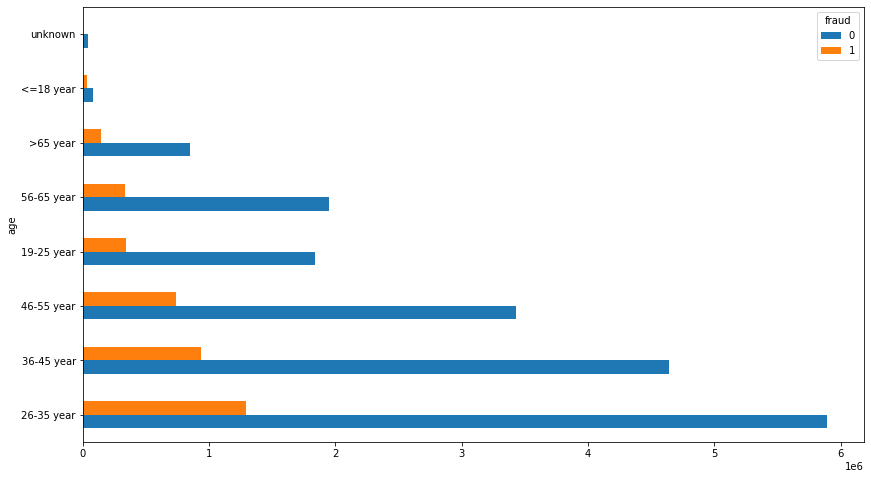 fraud
0
1
unknown
<=18 year
>65 year
56-65 year
19-25 year
46-55 year
36-45 year
26-35 year
age
0 1 2 3 4 5 6
1e6